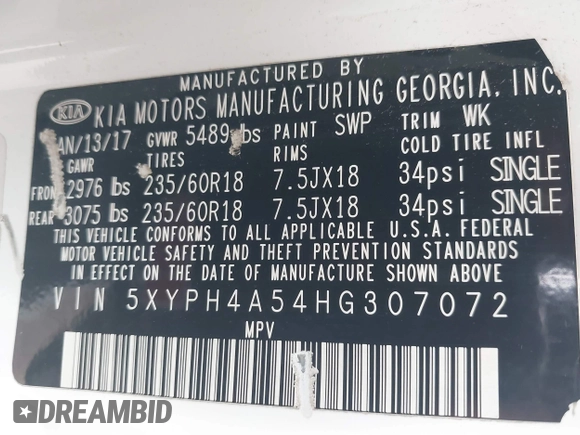 MANUFACTURED BY
KIA KIA MOTORS MANUFACTURING GEORGIA, INC.
AN/13/17 GVWR 5489 lbs PAINT SWP TRIM WK
GAWR TIRES RIMS COLD TIRE INFL
FRON 2976 lbs 235/60R18 7.5JX18 34psi SINGLE
REAR 3075 lbs 235/60R18 7.5JX18 34psi SINGLE
THIS VEHICLE CONFORMS TO ALL APPLICABLE U.S.A. FEDERAL
MOTOR VEHICLE SAFETY AND THEFT PREVENTION STANDARDS
IN EFFECT ON THE DATE OF MANUFACTURE SHOWN ABOVE
VIN 5XYPH4A54HG307072
MPV
DREAMBID